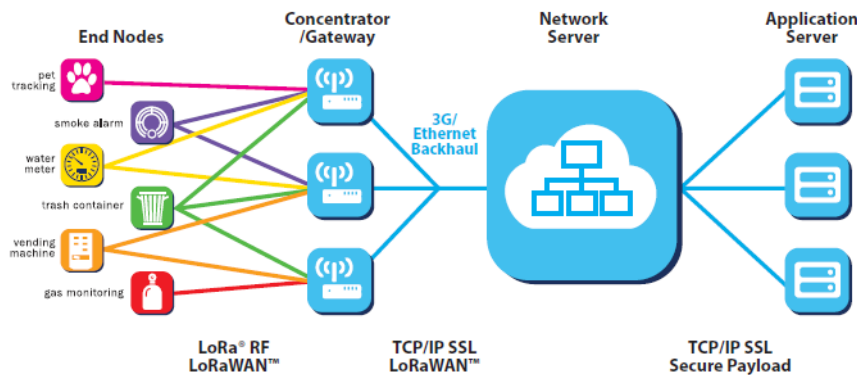 End Nodes
Concentrator
/Gateway
Network
Server
Application
Server
pet
tracking
smoke alarm
water
meter
trash container
vending
machine
gas monitoring
3G/
Ethernet
Backhaul
LoRa® RF
LoRaWAN™
TCP/IP SSL
LoRaWAN™
TCP/IP SSL
Secure Payload